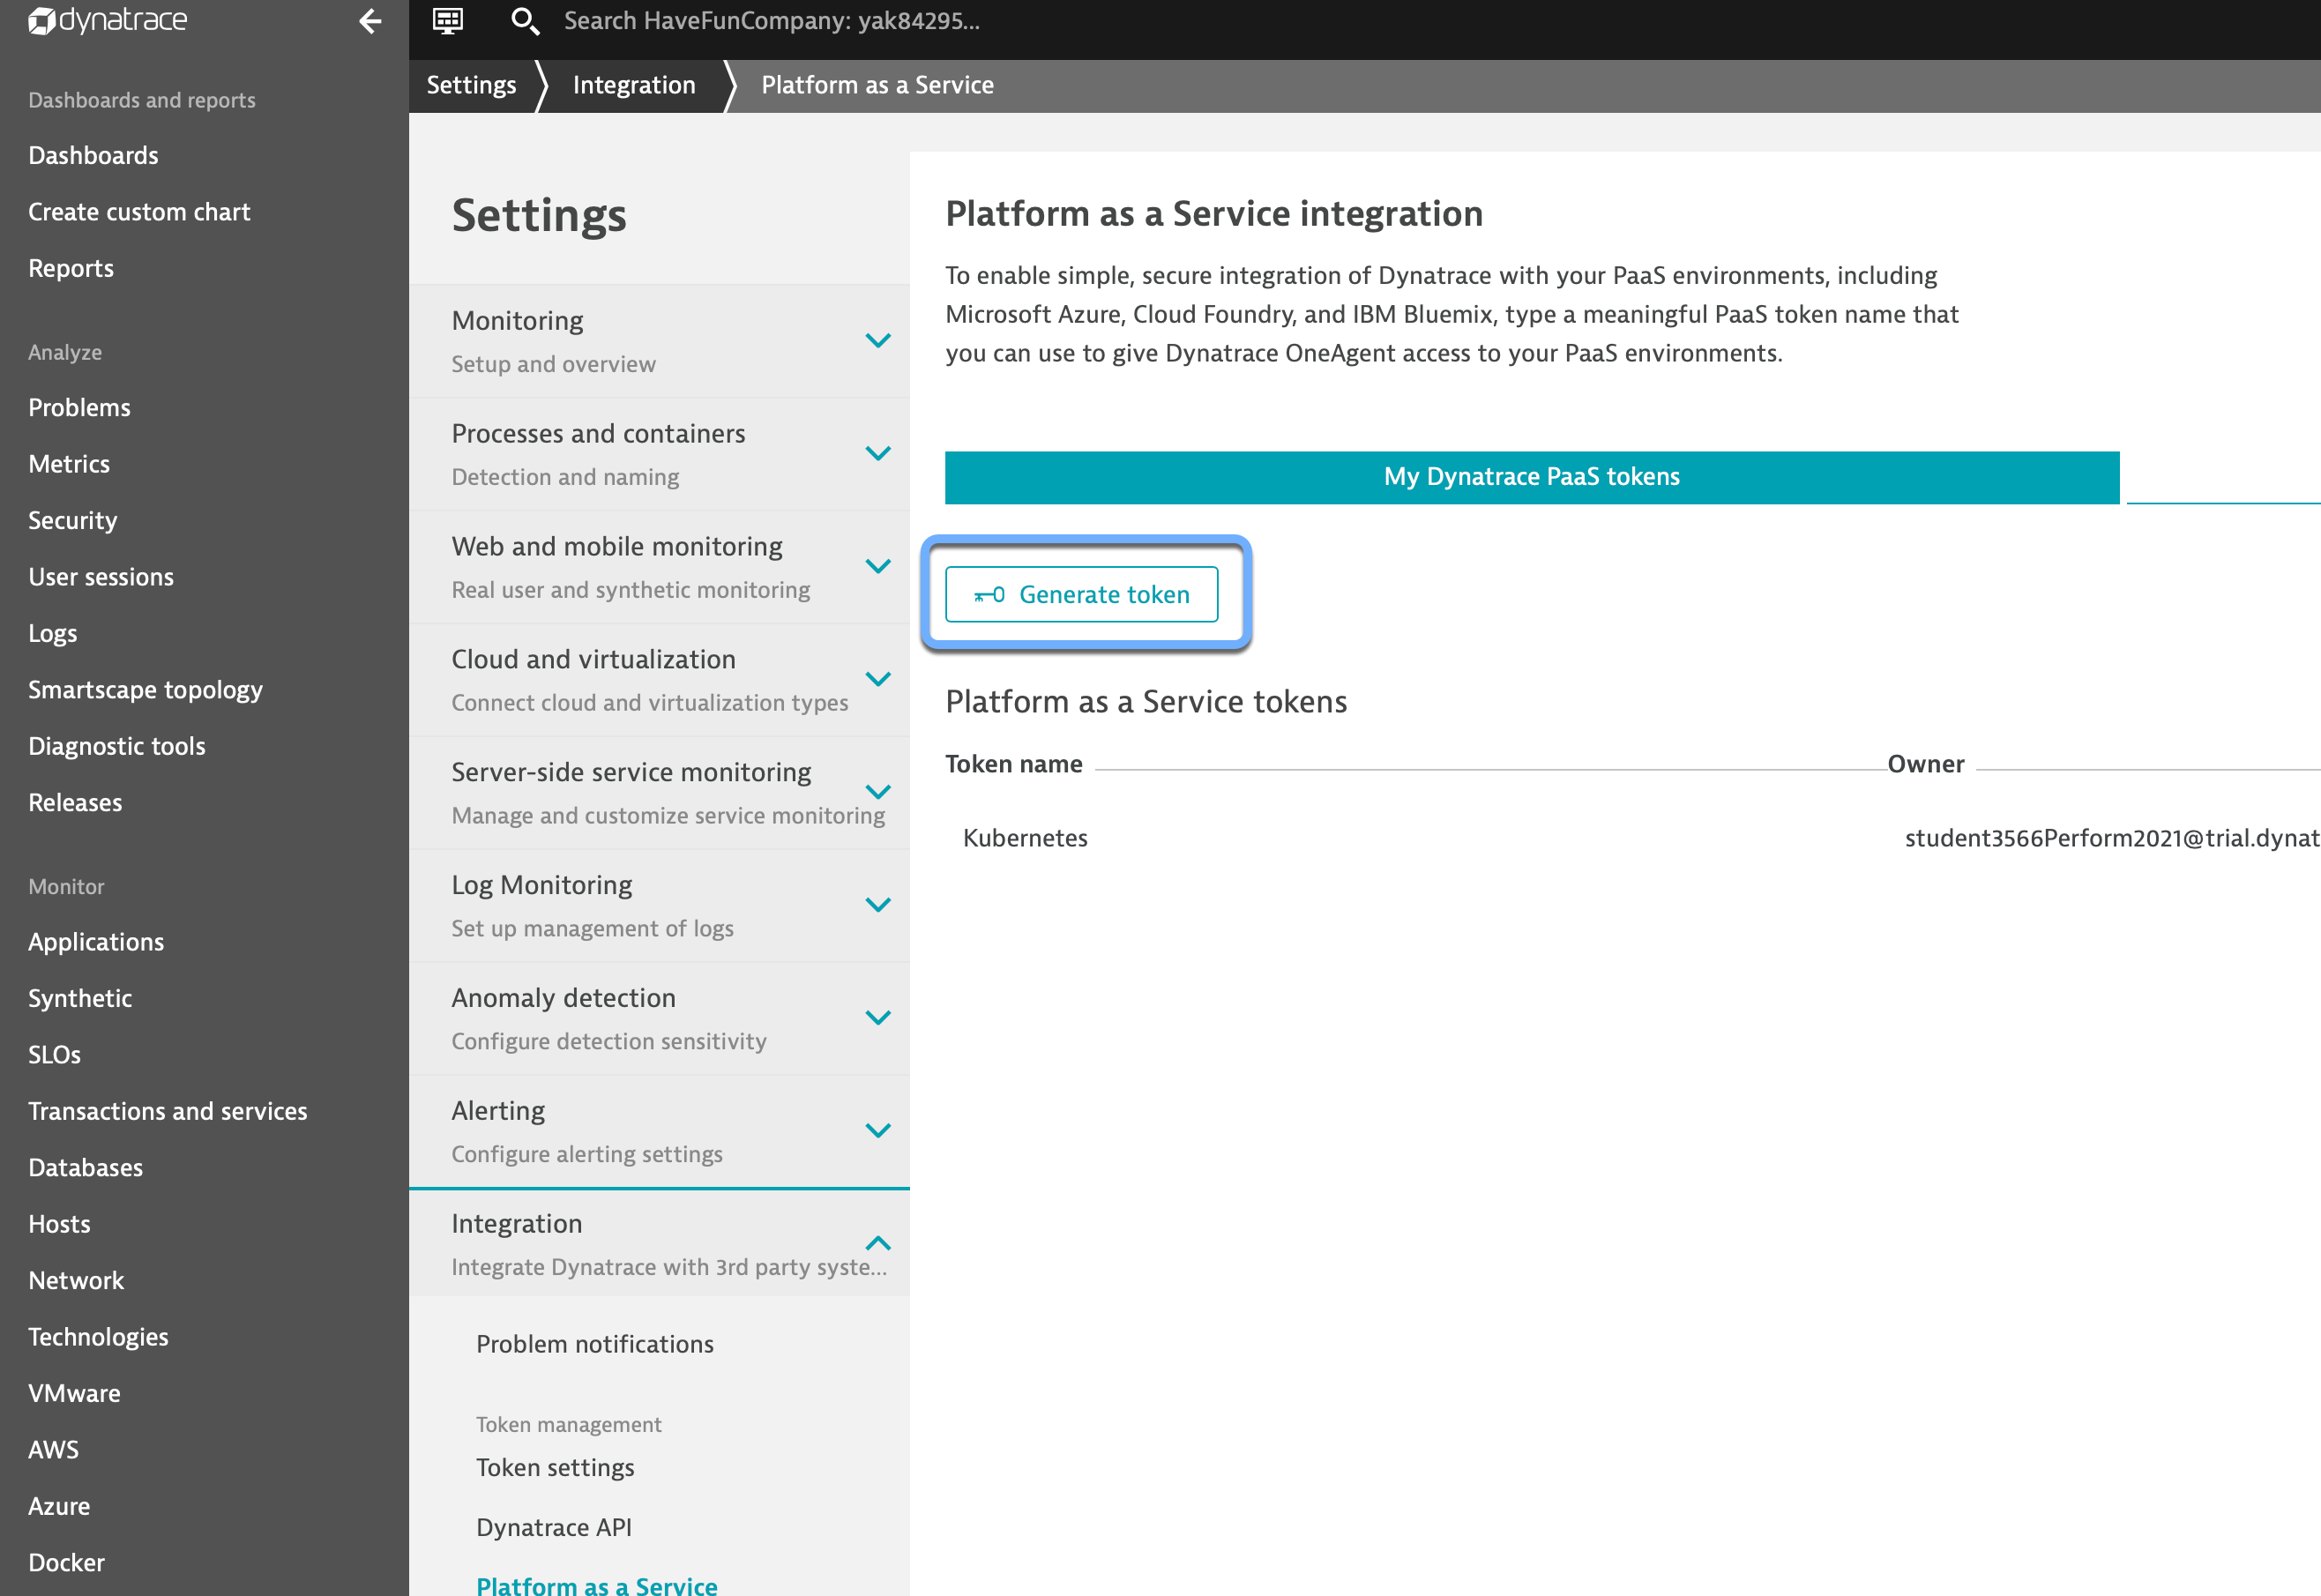 dynatrace
Search HaveFunCompany: yak84295...
Settings
Integration
Platform as a Service
Dashboards and reports
Dashboards
Create custom chart
Reports
Analyze
Problems
Metrics
Security
User sessions
Logs
Smartscape topology
Diagnostic tools
Releases
Monitor
Applications
Synthetic
SLOs
Transactions and services
Databases
Hosts
Network
Technologies
VMware
AWS
Azure
Docker
Settings
Monitoring
Setup and overview
Processes and containers
Detection and naming
Web and mobile monitoring
Real user and synthetic monitoring
Cloud and virtualization
Connect cloud and virtualization types
Server-side service monitoring
Manage and customize service monitoring
Log Monitoring
Set up management of logs
Anomaly detection
Configure detection sensitivity
Alerting
Configure alerting settings
Integration
Integrate Dynatrace with 3rd party syste...
Problem notifications
Token management
Token settings
Dynatrace API
Platform as a Service
Platform as a Service integration
To enable simple, secure integration of Dynatrace with your PaaS environments, including
Microsoft Azure, Cloud Foundry, and IBM Bluemix, type a meaningful PaaS token name that
you can use to give Dynatrace OneAgent access to your PaaS environments.
My Dynatrace PaaS tokens
Generate token
Platform as a Service tokens
Token name
Owner
Kubernetes
student3566Perform2021@trial.dynat